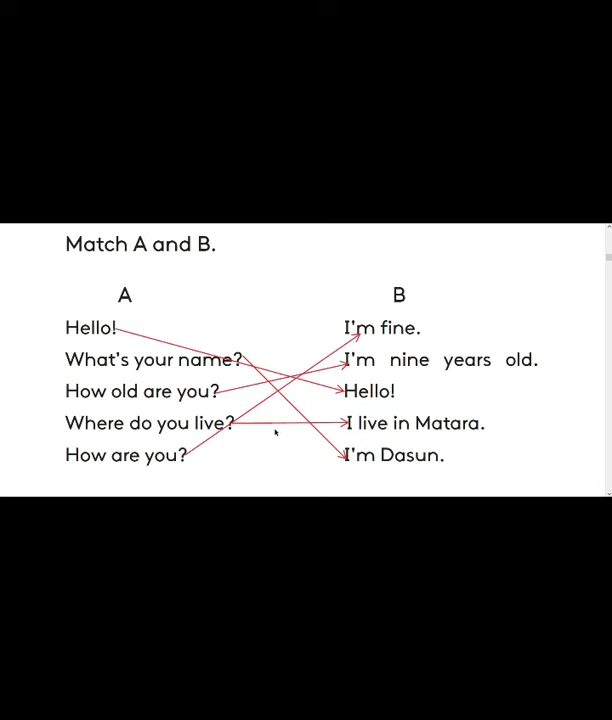 Match A and B.
A B
Hello! I'm fine.
What's your name? I'm nine years old.
How old are you? Hello!
Where do you live? I live in Matara.
How are you? I'm Dasun.